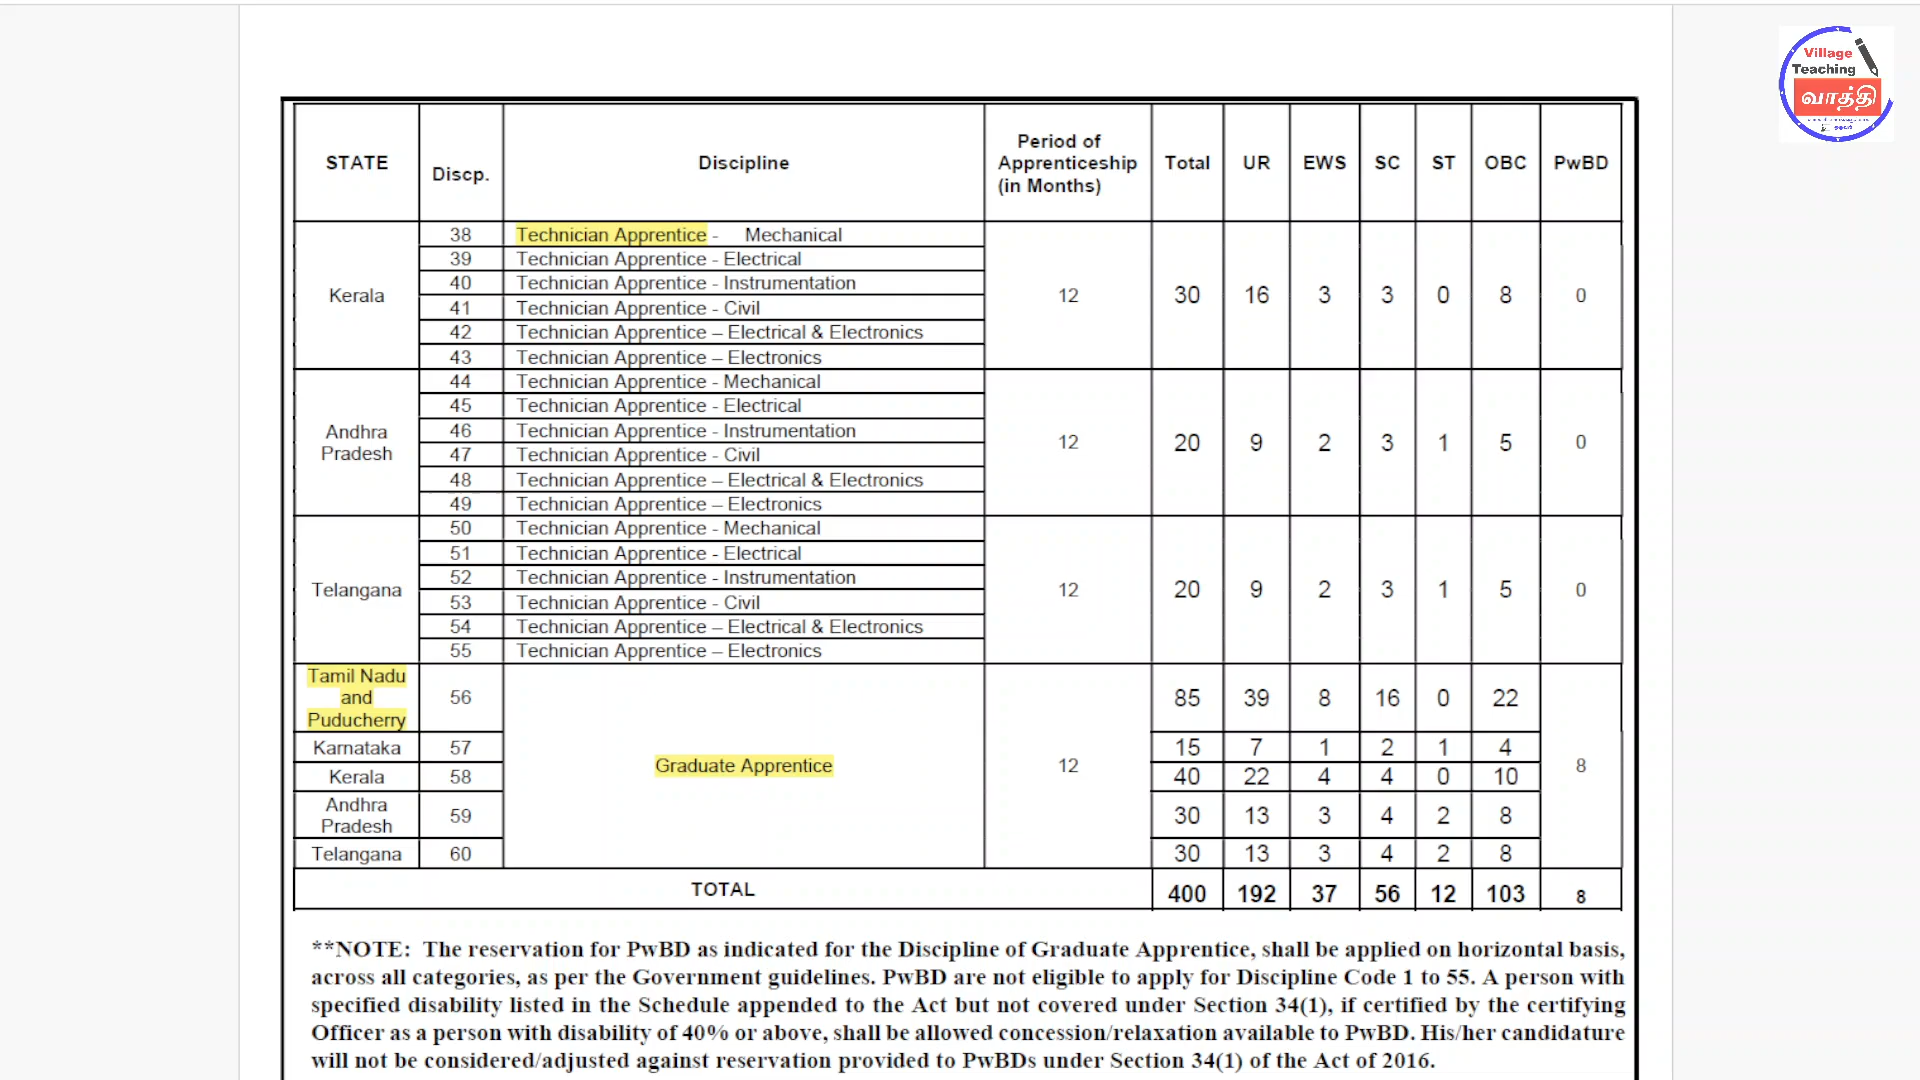 Village
Teaching
வாத்தி
STATE Discp. Discipline Period of Apprenticeship (in Months) Total UR EWS SC ST OBC PwBD
Kerala 38 Technician Apprentice - Mechanical 12 30 16 3 3 0 8 0
39 Technician Apprentice - Electrical
40 Technician Apprentice - Instrumentation
41 Technician Apprentice - Civil
42 Technician Apprentice – Electrical & Electronics
43 Technician Apprentice – Electronics
Andhra Pradesh 44 Technician Apprentice - Mechanical 12 20 9 2 3 1 5 0
45 Technician Apprentice - Electrical
46 Technician Apprentice - Instrumentation
47 Technician Apprentice - Civil
48 Technician Apprentice – Electrical & Electronics
49 Technician Apprentice – Electronics
Telangana 50 Technician Apprentice - Mechanical 12 20 9 2 3 1 5 0
51 Technician Apprentice - Electrical
52 Technician Apprentice - Instrumentation
53 Technician Apprentice - Civil
54 Technician Apprentice – Electrical & Electronics
55 Technician Apprentice – Electronics
Tamil Nadu and Puducherry 56 Graduate Apprentice 12 85 39 8 16 0 22 8
Karnataka 57 15 7 1 2 1 4
Kerala 58 40 22 4 4 0 10
Andhra Pradesh 59 30 13 3 4 2 8
Telangana 60 30 13 3 4 2 8
TOTAL 400 192 37 56 12 103 8
**NOTE: The reservation for PwBD as indicated for the Discipline of Graduate Apprentice, shall be applied on horizontal basis,
across all categories, as per the Government guidelines. PwBD are not eligible to apply for Discipline Code 1 to 55. A person with
specified disability listed in the Schedule appended to the Act but not covered under Section 34(1), if certified by the certifying
Officer as a person with disability of 40% or above, shall be allowed concession/relaxation available to PwBD. His/her candidature
will not be considered/adjusted against reservation provided to PwBDs under Section 34(1) of the Act of 2016.